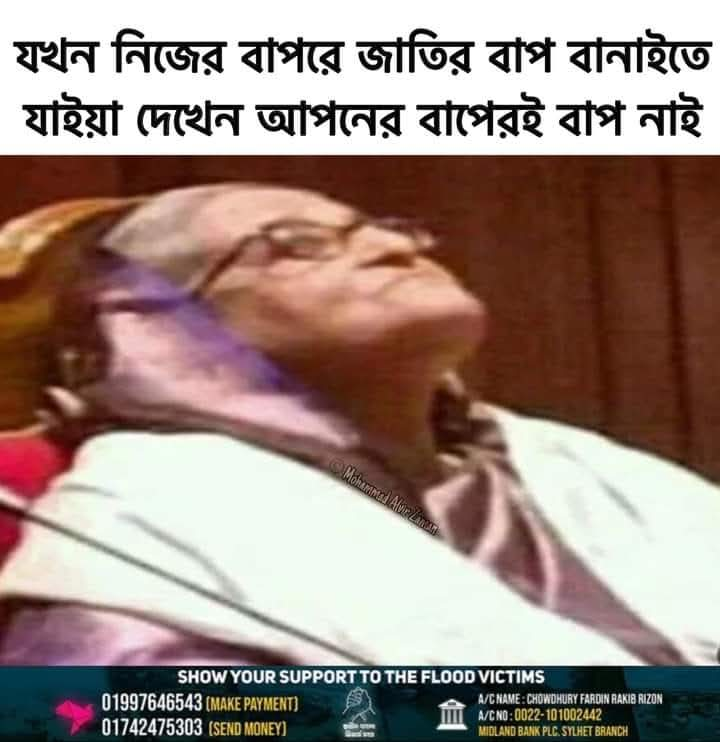 যখন নিজের বাপরে জাতির বাপ বানাইতে
যাইয়া দেখেন আপনের বাপেরই বাপ নাই
© Mohammad Alvir Zaman
SHOW YOUR SUPPORT TO THE FLOOD VICTIMS
01997646543 (MAKE PAYMENT)
01742475303 (SEND MONEY)
A/C NAME : CHOWDHURY FARDIN RAKIB RIZON
A/C NO : 0022-101002442
MIDLAND BANK PLC. SYLHET BRANCH